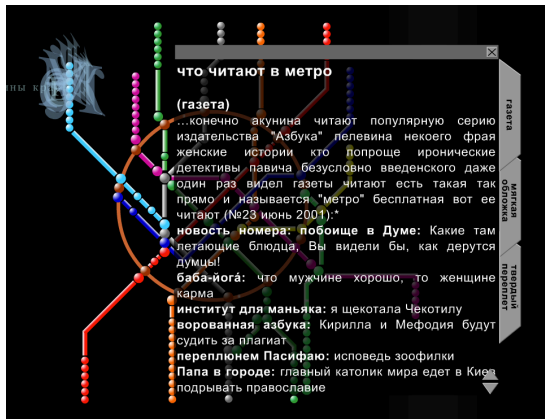 ины кр
что читают в метро
(газета)
...конечно акунина читают популярную серию
издательства "Азбука" пелевина некоего фрая
женские истории кто попроще иронические
детективы павича безусловно введенского даже
один раз видел газеты читают есть такая так
прямо и называется "метро" бесплатная вот ее
читают (№23 июнь 2001):*
новость номера: побоище в Думе: Какие там
летающие блюдца, Вы видели бы, как дерутся
думцы!
баба-йогá: что мужчине хорошо, то женщине
карма
институт для маньяка: я щекотала Чекотилу
ворованная азбука: Кирилла и Мефодия будут
судить за плагиат
переплюнем Пасифаю: исповедь зоофилки
Папа в городе: главный католик мира едет в Киев
подрывать православие
газета
мягкая
обложка
твердый
переплет